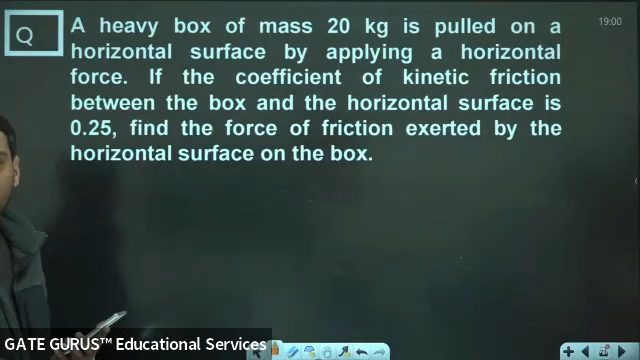 Q
A heavy box of mass 20 kg is pulled on a
horizontal surface by applying a horizontal
force. If the coefficient of kinetic friction
between the box and the horizontal surface is
0.25, find the force of friction exerted by the
horizontal surface on the box.
19:00
GATE GURUS™ Educational Services